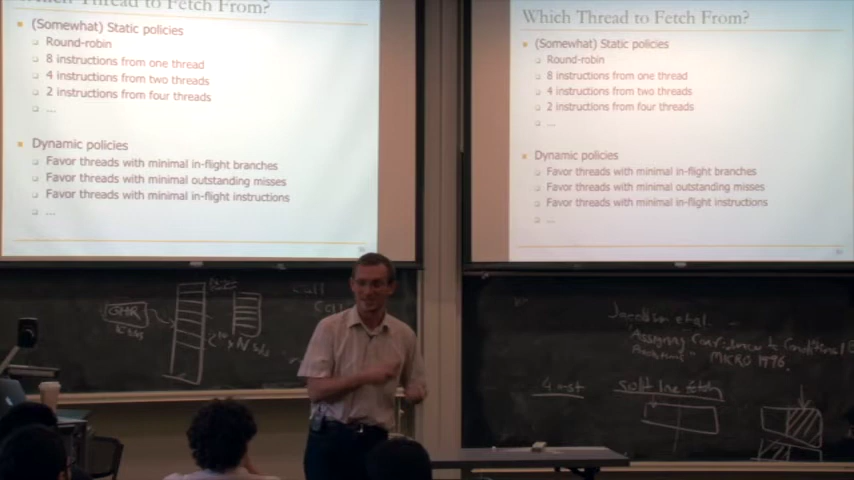 Which Thread to Fetch From?
(Somewhat) Static policies
Round-robin
8 instructions from one thread
4 instructions from two threads
2 instructions from four threads
...
Dynamic policies
Favor threads with minimal in-flight branches
Favor threads with minimal outstanding misses
Favor threads with minimal in-flight instructions
...
Which Thread to Fetch From?
(Somewhat) Static policies
Round-robin
8 instructions from one thread
4 instructions from two threads
2 instructions from four threads
...
Dynamic policies
Favor threads with minimal in-flight branches
Favor threads with minimal outstanding misses
Favor threads with minimal in-flight instructions
...
GHR
call
Jacobsen et al.
"Assigning Confidence to Conditional
MICRO 1996.
split line fetch